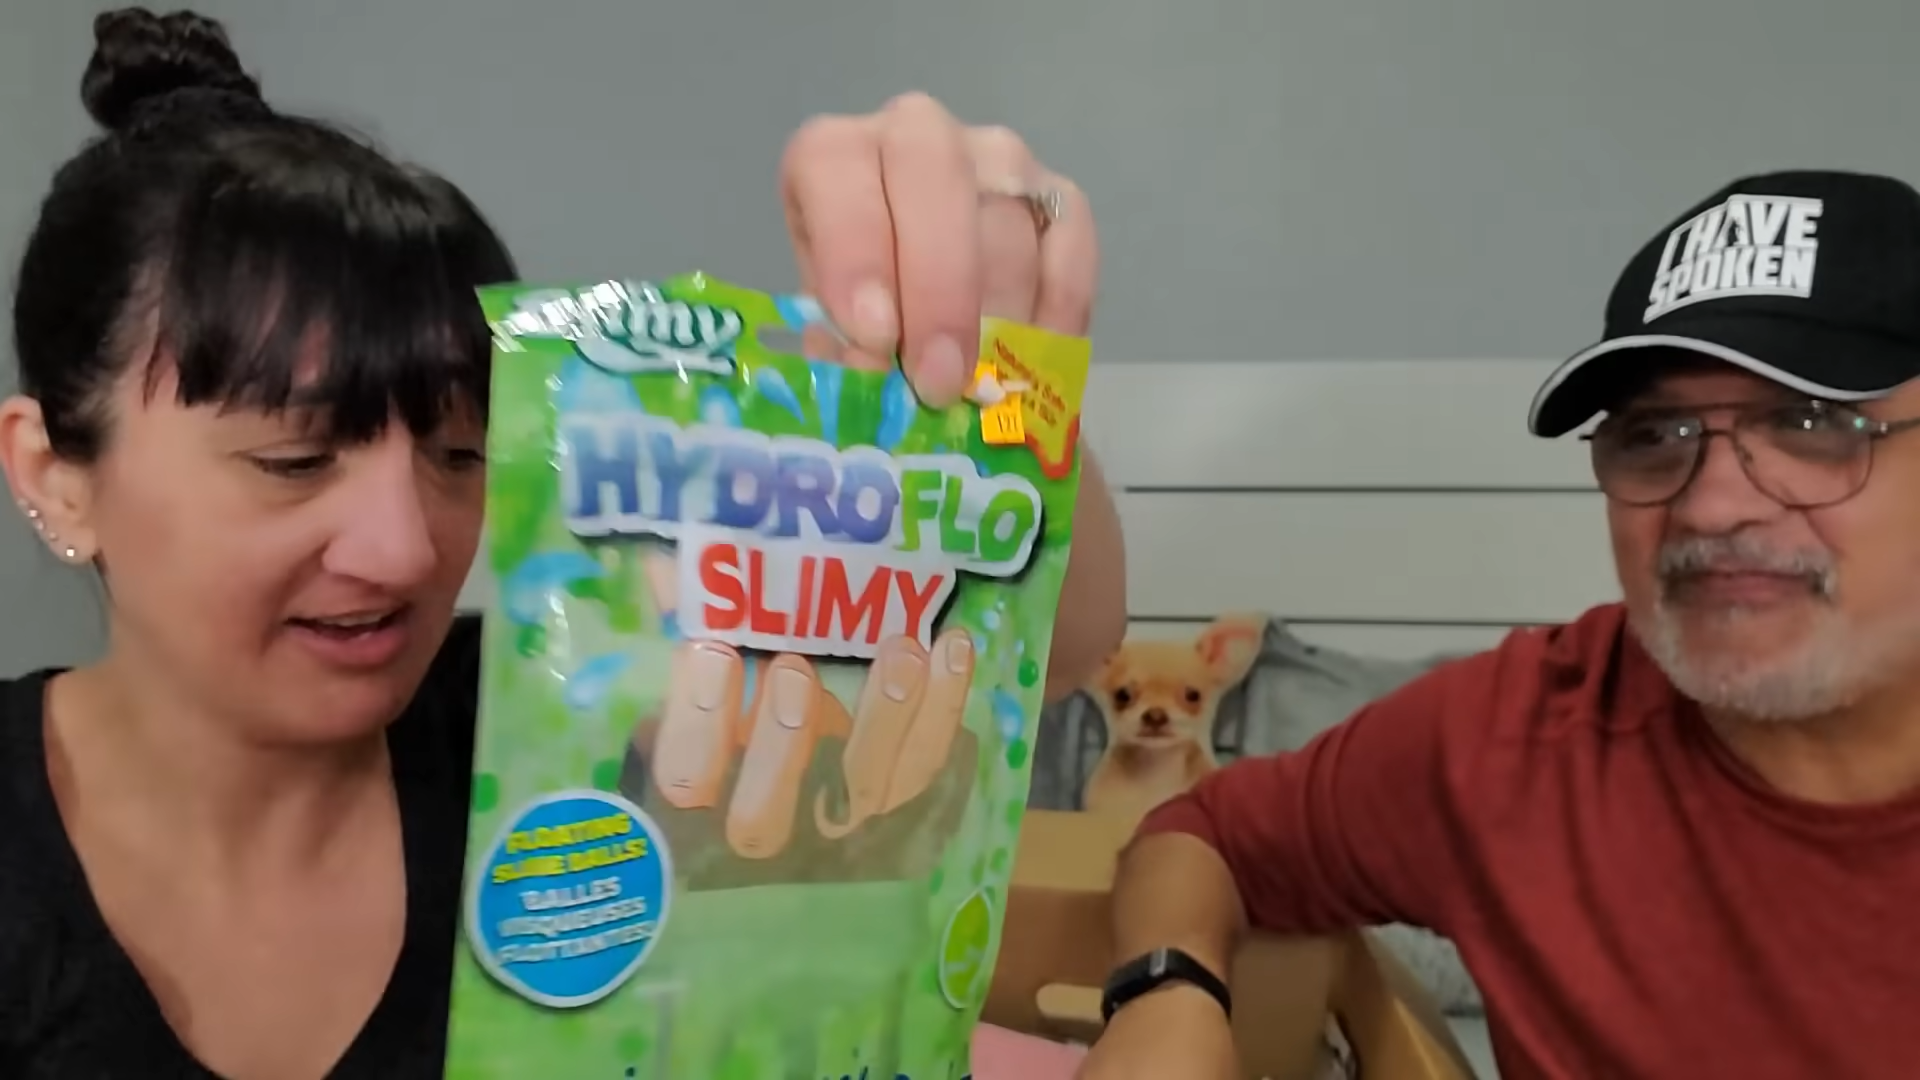 Slimy
HYDROFLO
SLIMY
FLOATING
SLIME BALLS!
BALLES
VISQUEUSES
FLOTTANTES!
I HAVE
SPOKEN